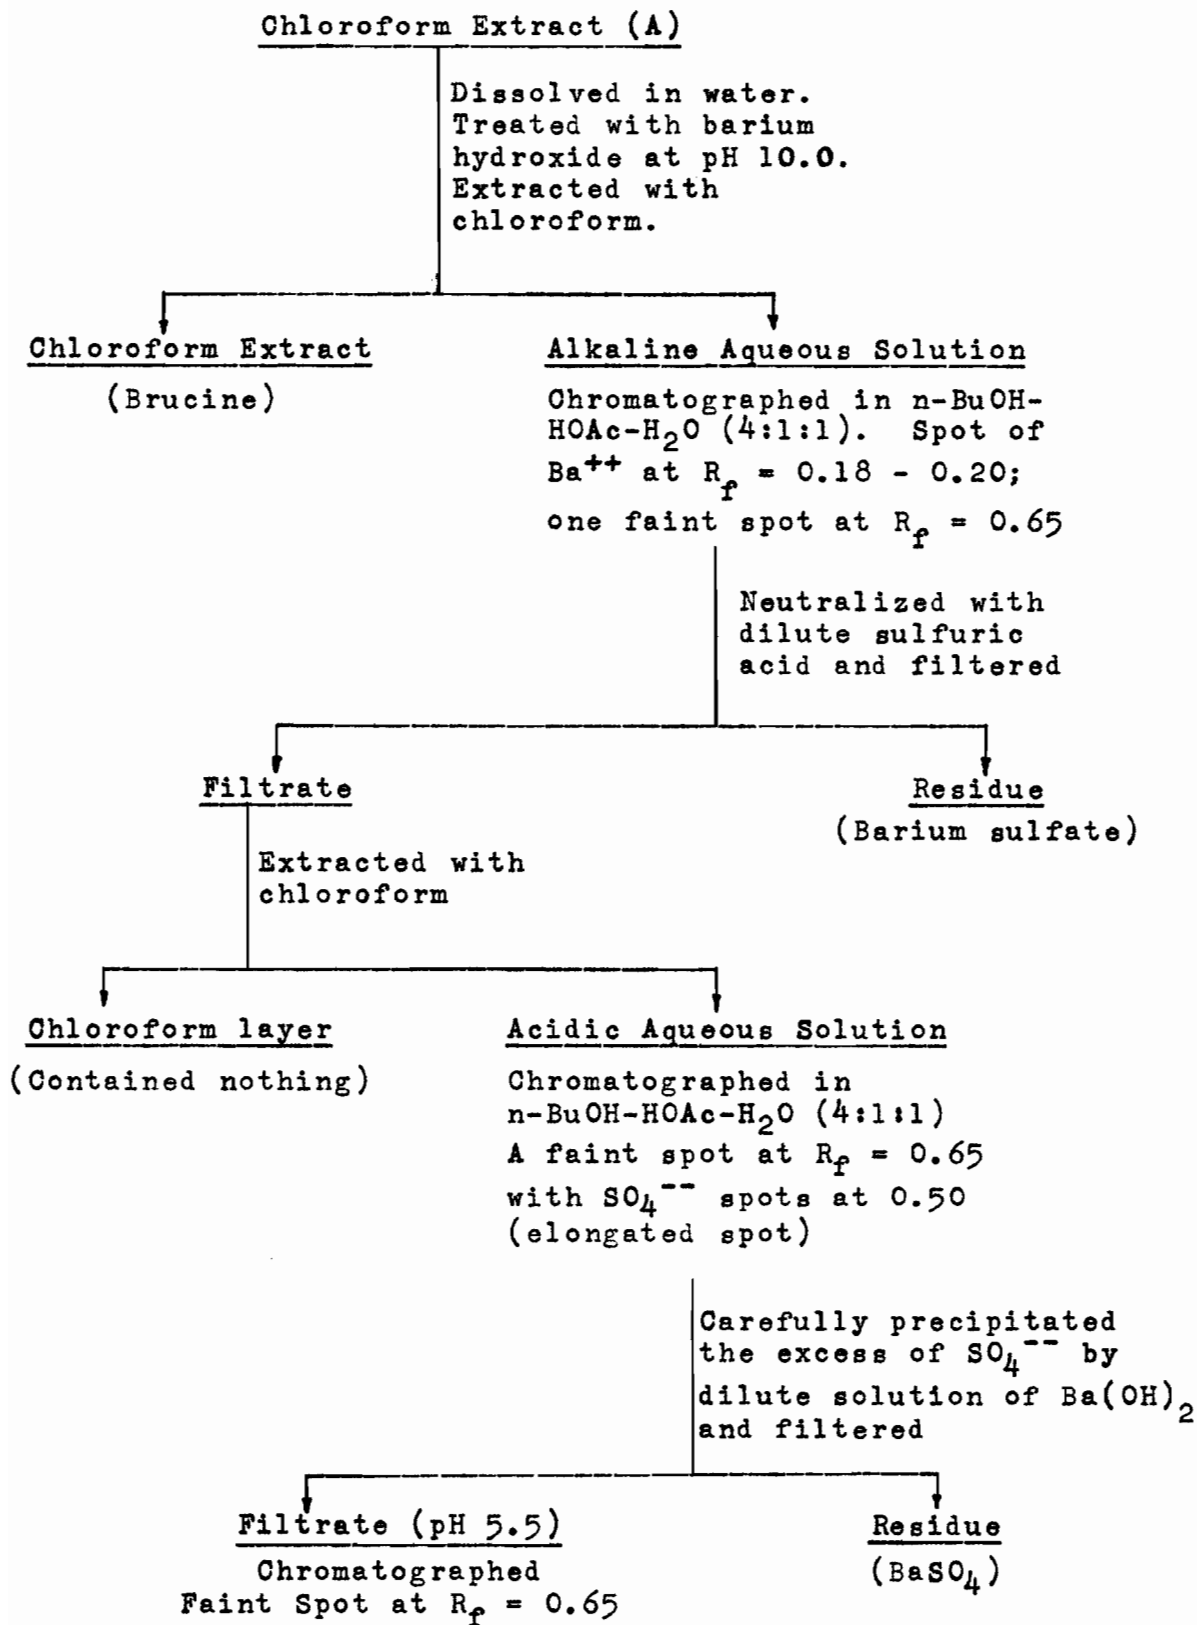 Chloroform Extract (A)
Dissolved in water.
Treated with barium
hydroxide at pH 10.0.
Extracted with
chloroform.
Chloroform Extract
(Brucine)
Alkaline Aqueous Solution
Chromatographed in n-BuOH-
HOAc-H₂O (4:1:1). Spot of
Ba⁺⁺ at R_f = 0.18 - 0.20;
one faint spot at R_f = 0.65
Neutralized with
dilute sulfuric
acid and filtered
Filtrate
Residue
(Barium sulfate)
Extracted with
chloroform
Chloroform layer
(Contained nothing)
Acidic Aqueous Solution
Chromatographed in
n-BuOH-HOAc-H₂O (4:1:1)
A faint spot at R_f = 0.65
with SO₄⁻⁻ spots at 0.50
(elongated spot)
Carefully precipitated
the excess of SO₄⁻⁻ by
dilute solution of Ba(OH)₂
and filtered
Filtrate (pH 5.5)
Chromatographed
Faint Spot at R_f = 0.65
Residue
(BaSO₄)